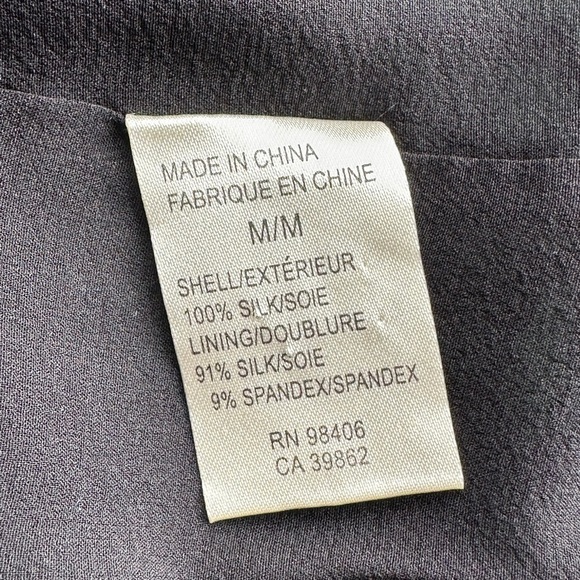 MADE IN CHINA
FABRIQUE EN CHINE
M/M
SHELL/EXTÉRIEUR
100% SILK/SOIE
LINING/DOUBLURE
91% SILK/SOIE
9% SPANDEX/SPANDEX
RN 98406
CA 39862